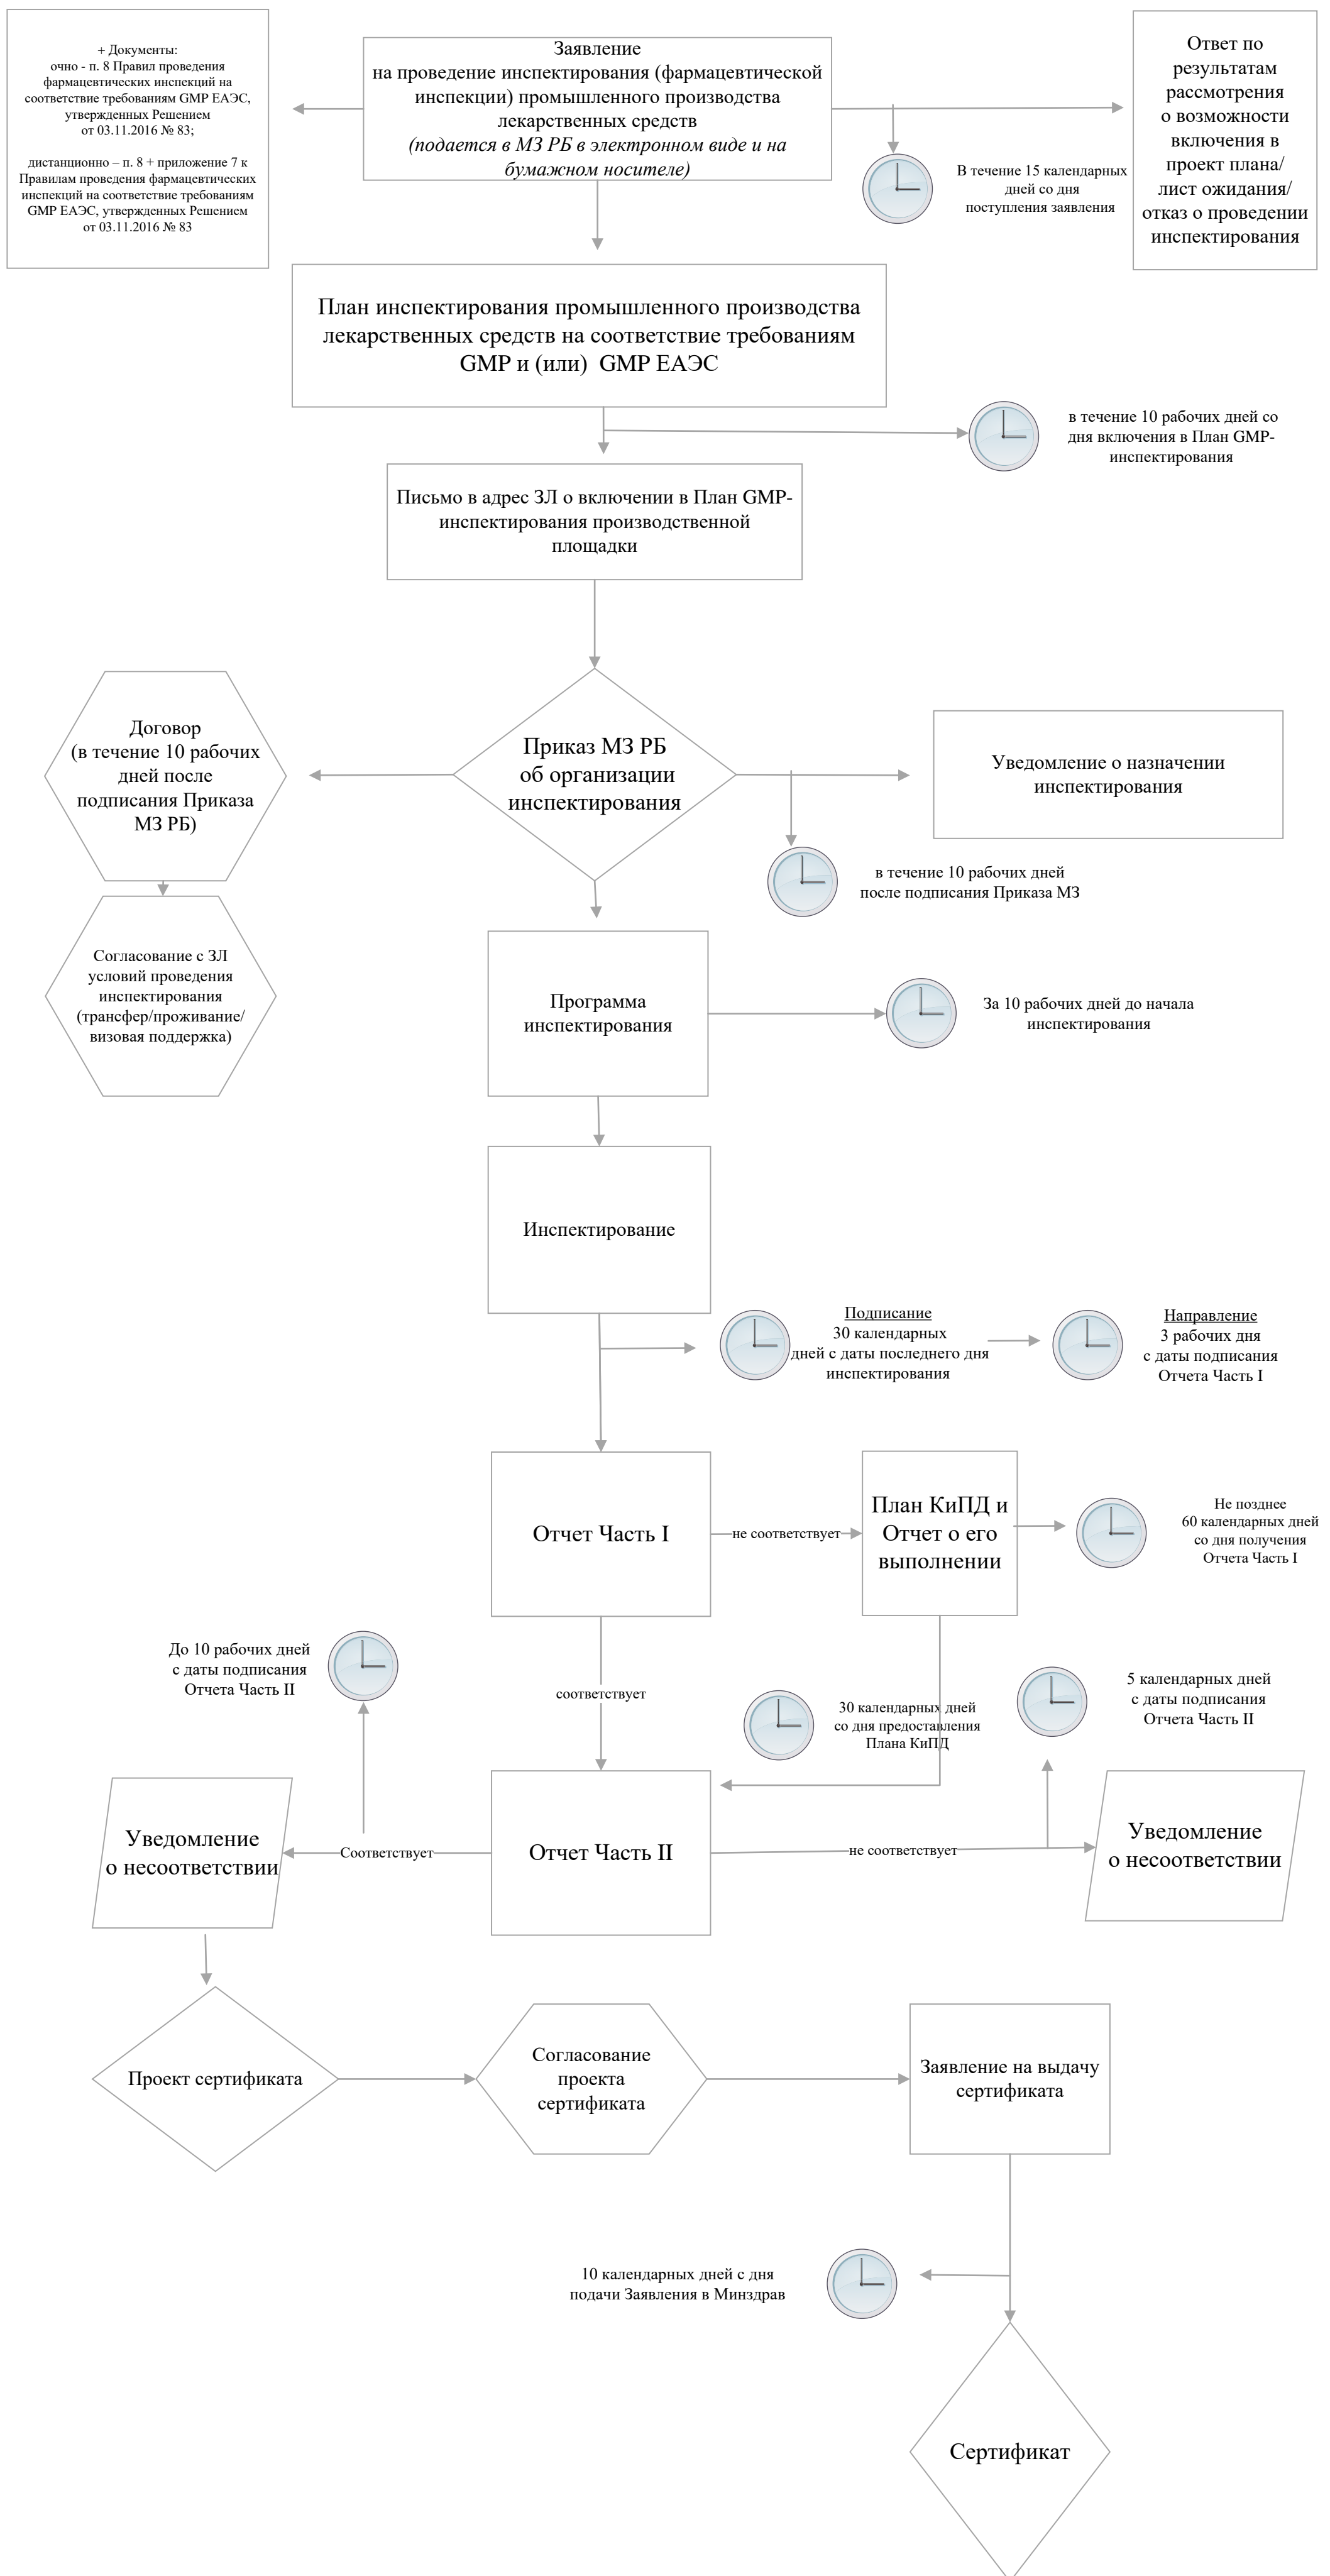 + Документы:
очно - п. 8 Правил проведения
фармацевтических инспекций на
соответствие требованиям GMP ЕАЭС,
утвержденных Решением
от 03.11.2016 № 83;
дистанционно – п. 8 + приложение 7 к
Правилам проведения фармацевтических
инспекций на соответствие требованиям
GMP ЕАЭС, утвержденных Решением
от 03.11.2016 № 83
Заявление
на проведение инспектирования (фармацевтической
инспекции) промышленного производства
лекарственных средств
(подается в МЗ РБ в электронном виде и на
бумажном носителе)
В течение 15 календарных
дней со дня
поступления заявления
Ответ по
результатам
рассмотрения
о возможности
включения в
проект плана/
лист ожидания/
отказ о проведении
инспектирования
План инспектирования промышленного производства
лекарственных средств на соответствие требованиям
GMP и (или) GMP ЕАЭС
в течение 10 рабочих дней со
дня включения в План GMP-
инспектирования
Письмо в адрес ЗЛ о включении в План GMP-
инспектирования производственной
площадки
Договор
(в течение 10 рабочих
дней после
подписания Приказа
МЗ РБ)
Приказ МЗ РБ
об организации
инспектирования
Уведомление о назначении
инспектирования
в течение 10 рабочих дней
после подписания Приказа МЗ
Согласование с ЗЛ
условий проведения
инспектирования
(трансфер/проживание/
визовая поддержка)
Программа
инспектирования
За 10 рабочих дней до начала
инспектирования
Инспектирование
Подписание
30 календарных
дней с даты последнего дня
инспектирования
Направление
3 рабочих дня
с даты подписания
Отчета Часть I
Отчет Часть I
не соответствует
План КиПД и
Отчет о его
выполнении
Не позднее
60 календарных дней
со дня получения
Отчета Часть I
До 10 рабочих дней
с даты подписания
Отчета Часть II
соответствует
30 календарных дней
со дня предоставления
Плана КиПД
5 календарных дней
с даты подписания
Отчета Часть II
Уведомление
о несоответствии
Соответствует
Отчет Часть II
не соответствует
Уведомление
о несоответствии
Проект сертификата
Согласование
проекта
сертификата
Заявление на выдачу
сертификата
10 календарных дней с дня
подачи Заявления в Минздрав
Сертификат